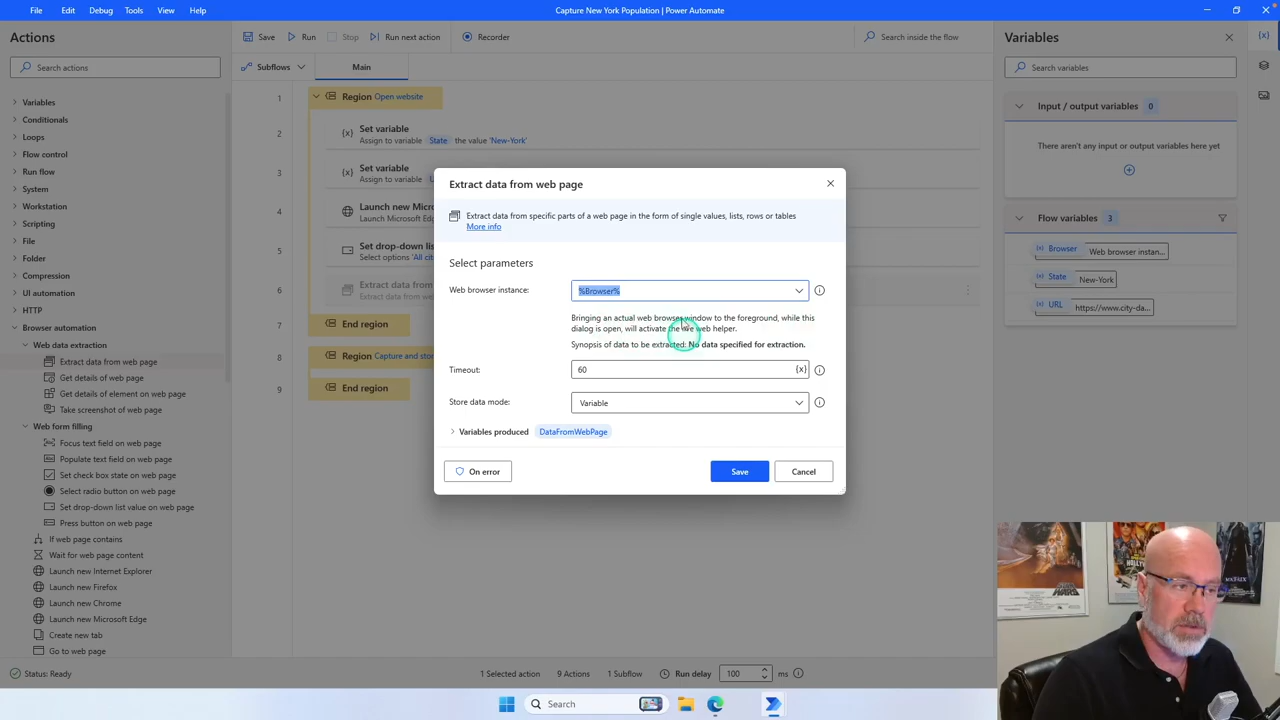 File Edit Debug Tools View Help
Capture New York Population | Power Automate
Actions
Search actions
Variables
Conditionals
Loops
Flow control
Run flow
System
Workstation
Scripting
File
Folder
Compression
UI automation
HTTP
Browser automation
Web data extraction
Extract data from web page
Get details of web page
Get details of element on web page
Take screenshot of web page
Web form filling
Focus text field on web page
Populate text field on web page
Set check box state on web page
Select radio button on web page
Set drop-down list value on web page
Press button on web page
If web page contains
Wait for web page content
Launch new Internet Explorer
Launch new Firefox
Launch new Chrome
Launch new Microsoft Edge
Create new tab
Go to web page
Save Run Stop Run next action Recorder
Search inside the flow
Subflows Main
1 Region Open website
2 Set variable
Assign to variable State the value 'New-York'
3 Set variable
Assign to variable
4 Launch new Micro
Launch Microsoft
5 Set drop-down list
Select options 'All
6 Extract data from
Extract data from web
7 End region
8 Region Capture and
9 End region
Extract data from web page
Extract data from specific parts of a web page in the form of single values, lists, rows or tables
More info
Select parameters
Web browser instance: %Browser%
Bringing an actual web browser window to the foreground, while this
dialog is open, will activate the live web helper.
Synopsis of data to be extracted: No data specified for extraction.
Timeout: 60 {x}
Store data mode: Variable
Variables produced DataFromWebPage
On error Save Cancel
Variables
Search variables
Input / output variables 0
There aren't any input or output variables here yet
Flow variables 3
Browser Web browser instan...
State New-York
URL https://www.city-da...
Status: Ready 1 Selected action 9 Actions 1 Subflow Run delay 100 ms
Search